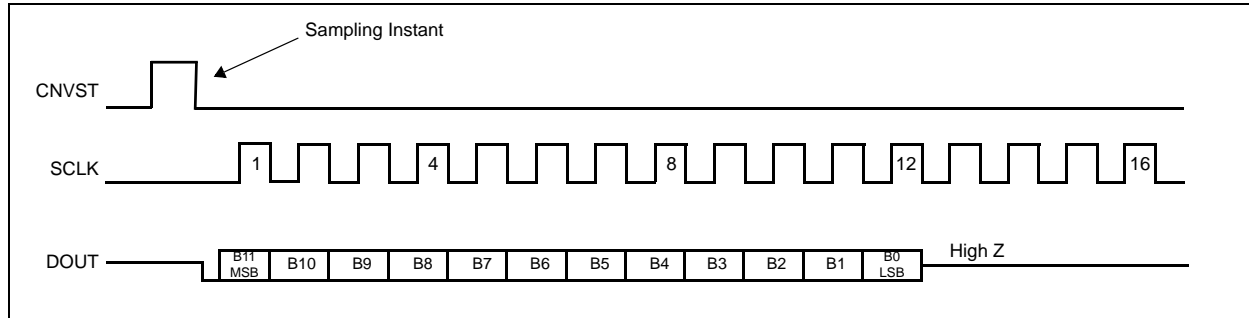 Sampling Instant
CNVST
SCLK
1
4
8
12
16
DOUT
B11
MSB
B10
B9
B8
B7
B6
B5
B4
B3
B2
B1
B0
LSB
High Z